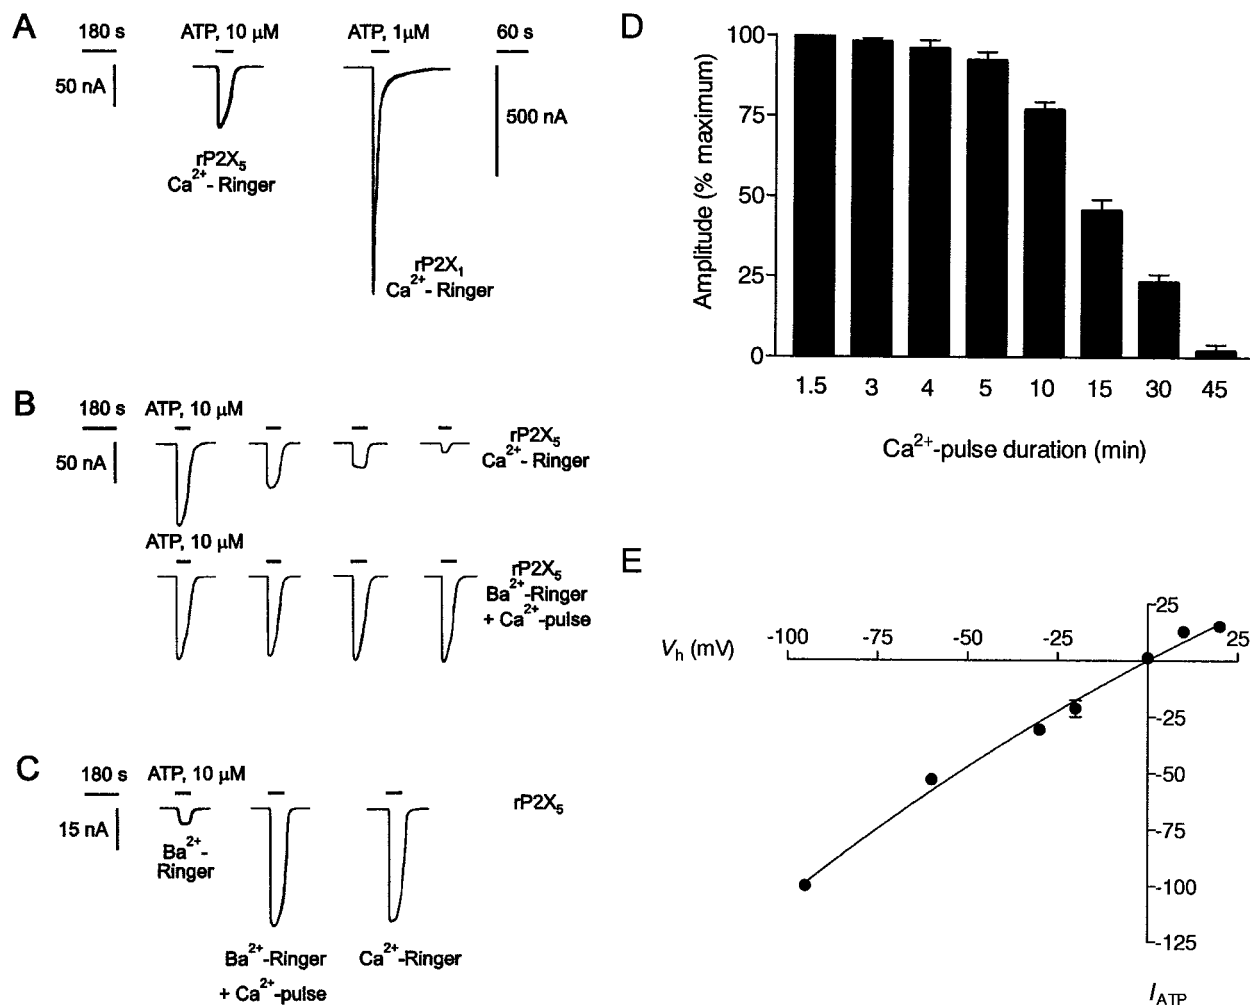 A
180 s
ATP, 10 μM
ATP, 1μM
60 s
50 nA
500 nA
rP2X₅
Ca²⁺- Ringer
rP2X₁
Ca²⁺- Ringer
B
180 s
ATP, 10 μM
50 nA
rP2X₅
Ca²⁺- Ringer
ATP, 10 μM
rP2X₅
Ba²⁺-Ringer
+ Ca²⁺-pulse
C
180 s
ATP, 10 μM
15 nA
rP2X₅
Ba²⁺-
Ringer
Ba²⁺-Ringer
+ Ca²⁺-pulse
Ca²⁺-Ringer
D
Amplitude (% maximum)
100
75
50
25
0
1.5 3 4 5 10 15 30 45
Ca²⁺-pulse duration (min)
E
25
Vₕ (mV)
-100 -75 -50 -25 25
-25
-50
-75
-100
-125
I_ATP